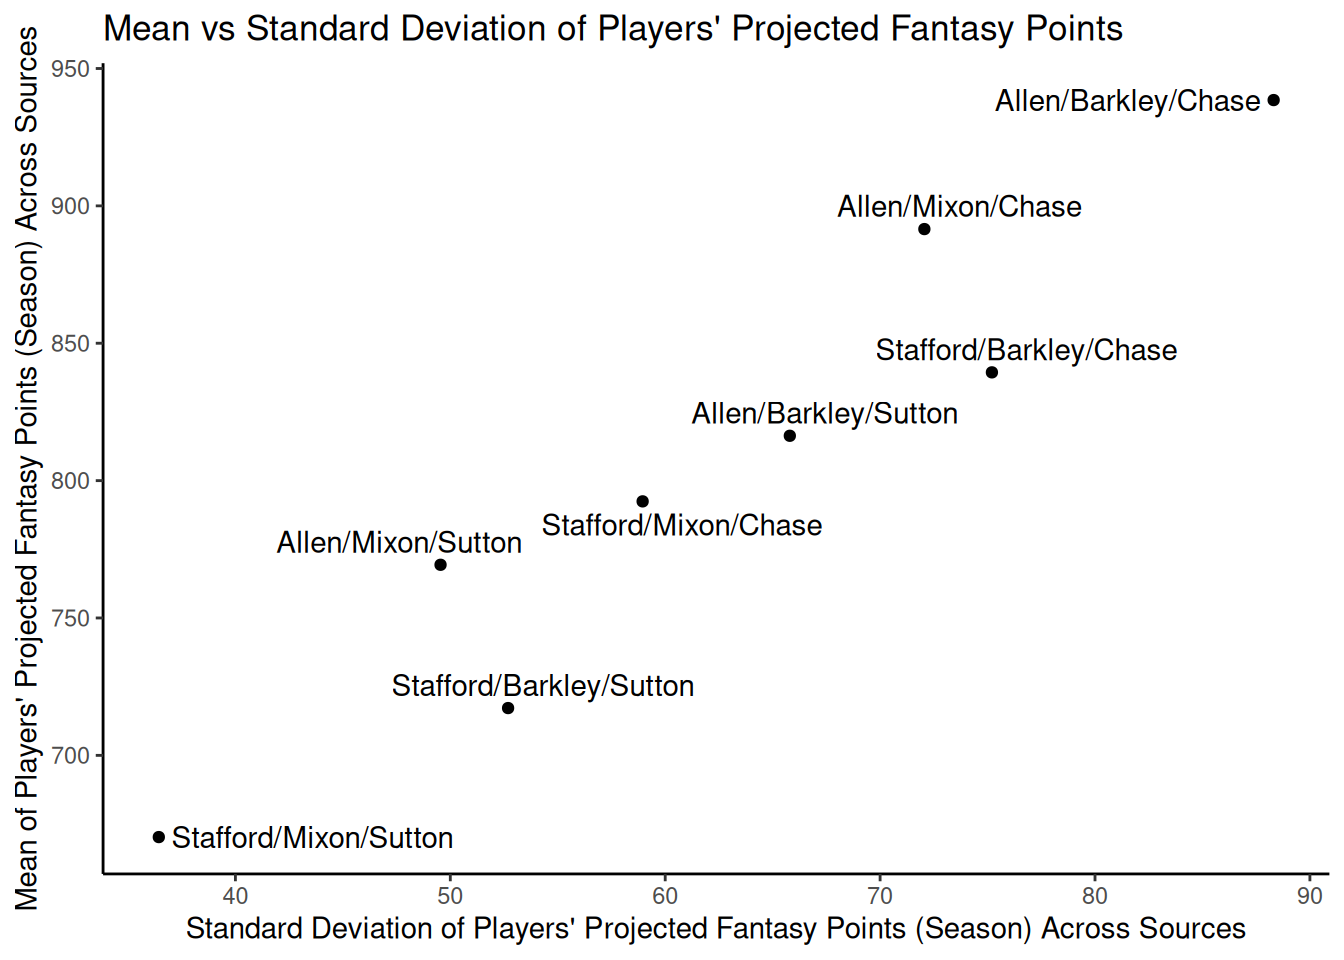 Mean vs Standard Deviation of Players' Projected Fantasy Points
Mean of Players' Projected Fantasy Points (Season) Across Sources
950
900
850
800
750
700
Allen/Barkley/Chase
Allen/Mixon/Chase
Stafford/Barkley/Chase
Allen/Barkley/Sutton
Stafford/Mixon/Chase
Allen/Mixon/Sutton
Stafford/Barkley/Sutton
Stafford/Mixon/Sutton
40 50 60 70 80 90
Standard Deviation of Players' Projected Fantasy Points (Season) Across Sources